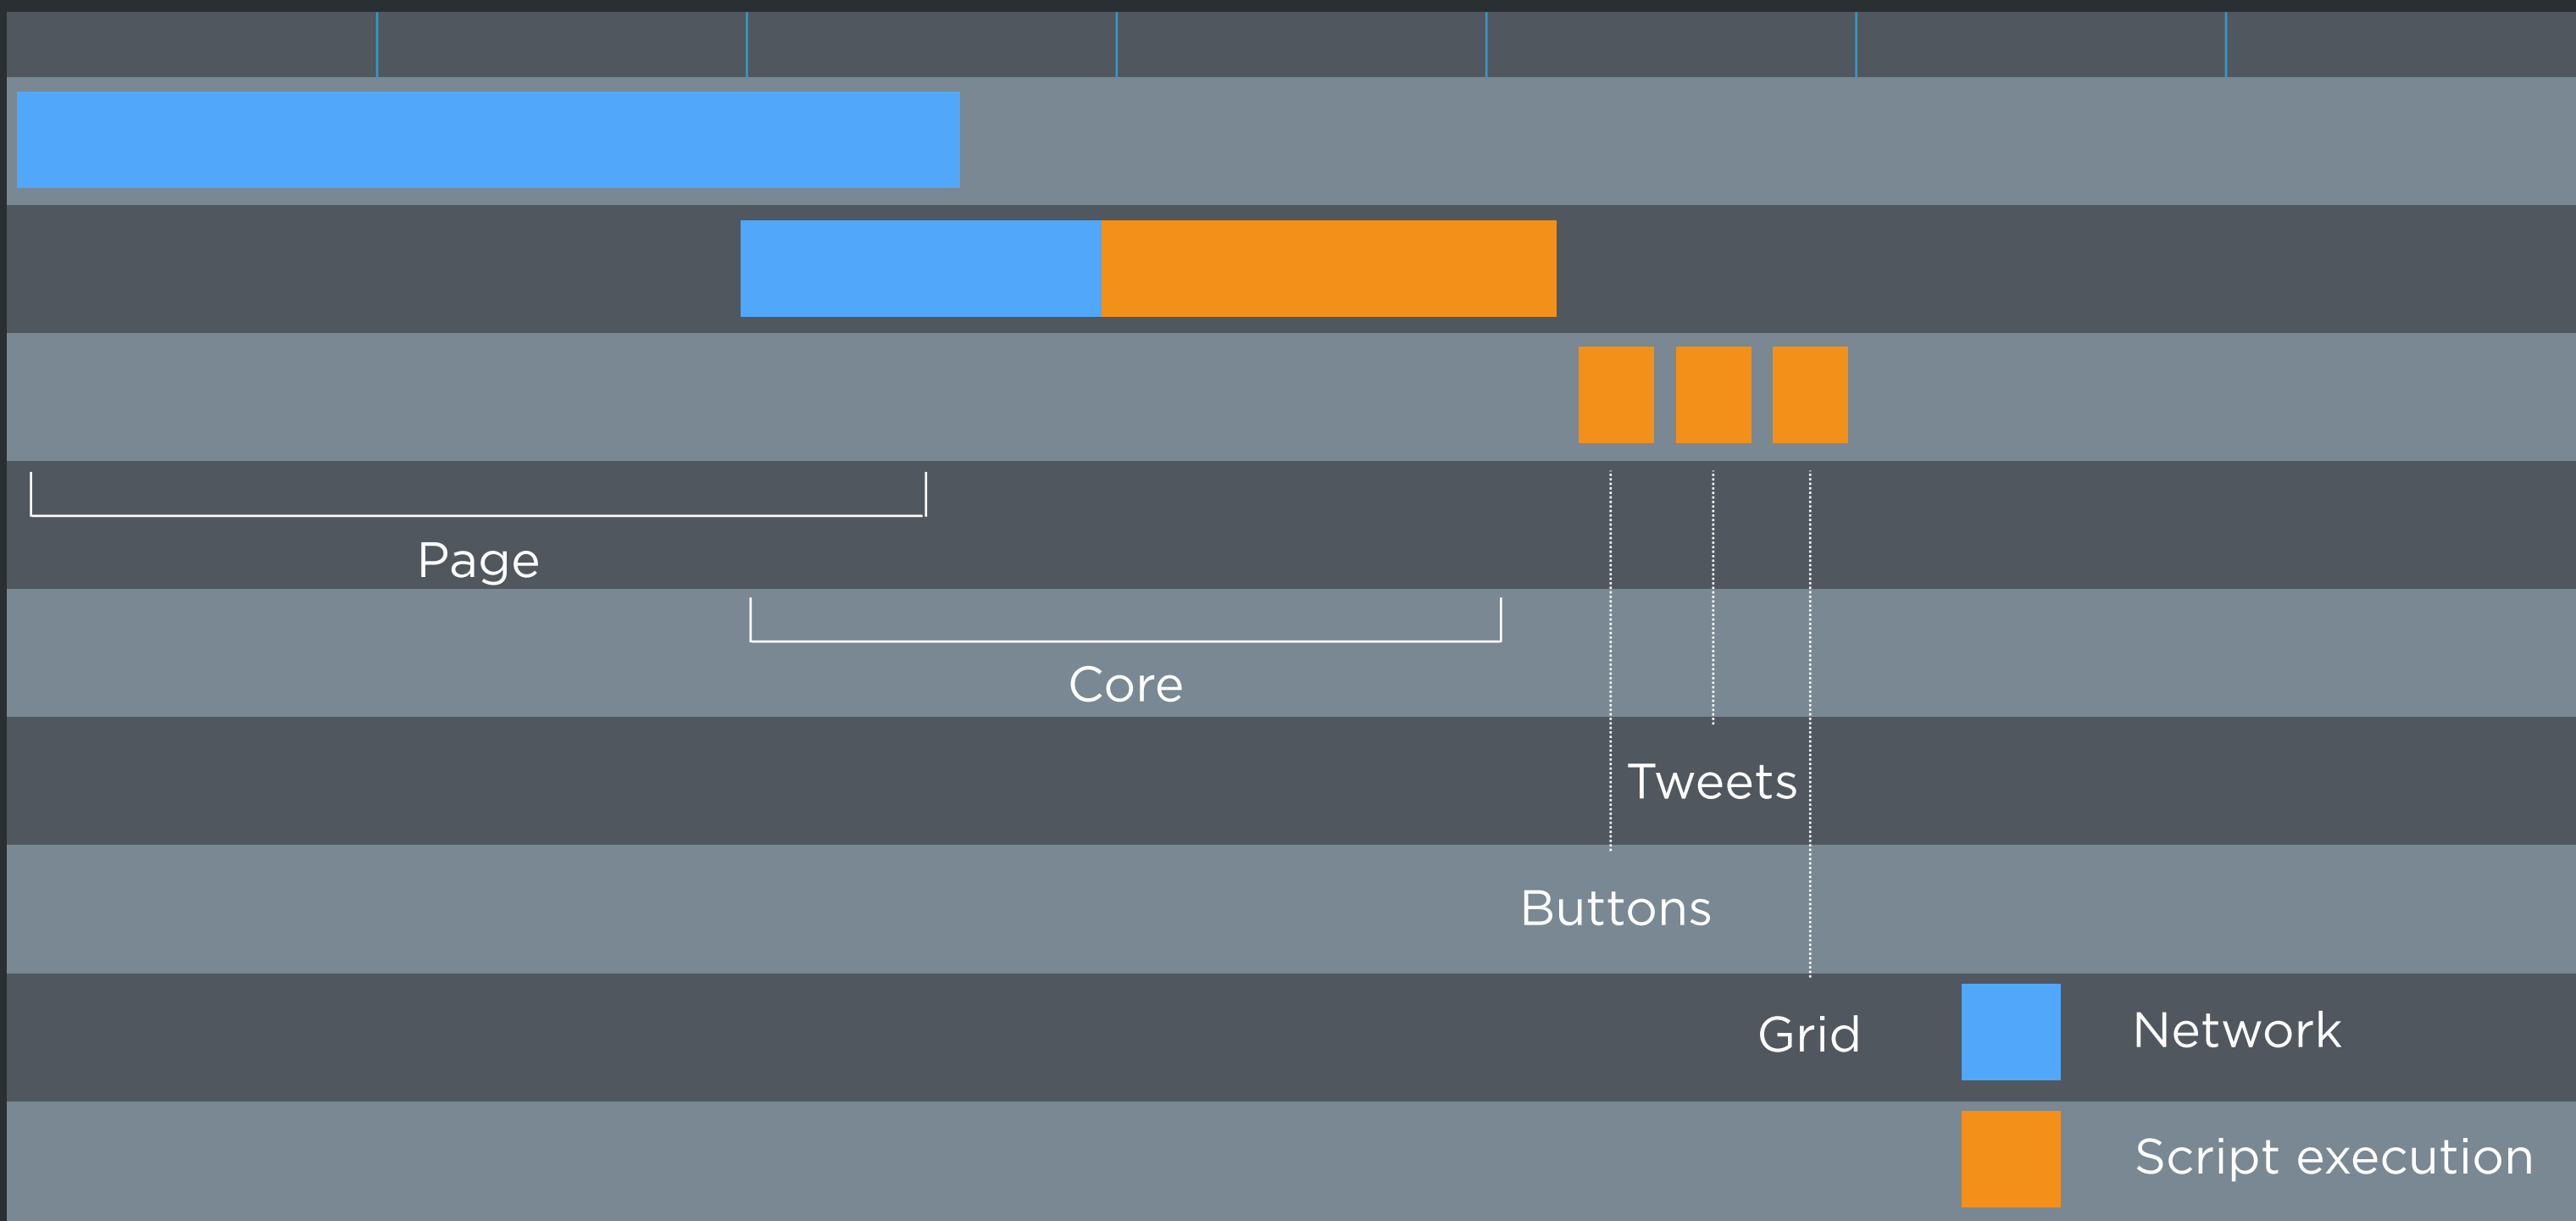 Page
Core
Tweets
Buttons
Grid
Network
Script execution